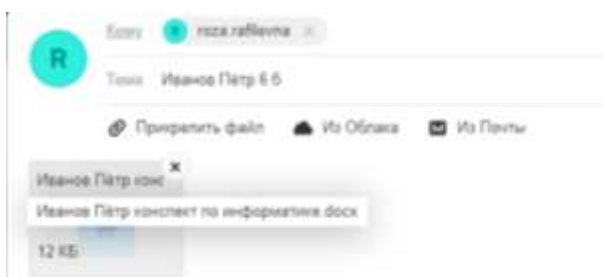 Кому R roza.rafilevna ×
R
Тема Иванов Пётр 6 б
Прикрепить файл Из Облака Из Почты
Иванов Пётр конс ×
Иванов Пётр конспект по информатике.docx
12 КБ